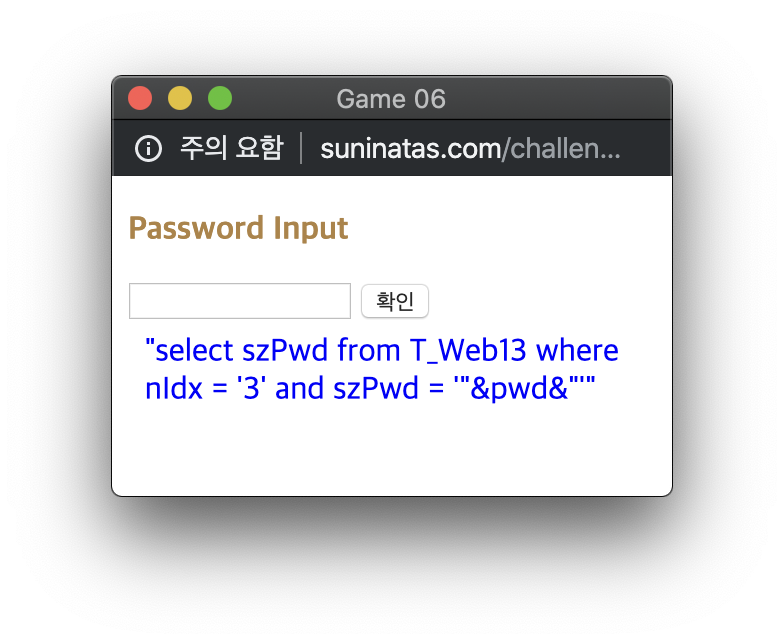 Game 06
주의 요함 | suninatas.com/challen...
Password Input
확인
"select szPwd from T_Web13 where
nIdx = '3' and szPwd = '"&pwd&"'"